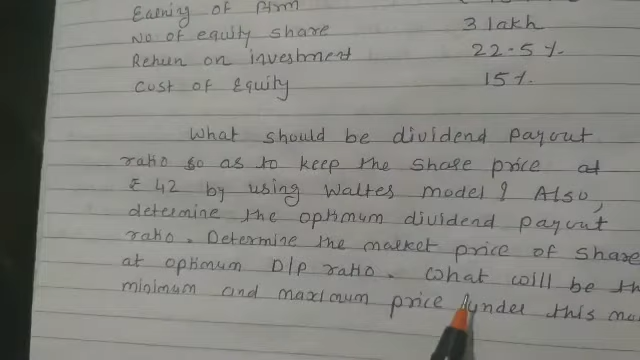 Earning of Firm
No of equity share 3 lakh
Return on investment 22.5 %.
Cost of Equity 15 %.
What should be dividend payout
ratio so as to keep the share price at
₹ 42 by using Walter model? Also,
determine the optimum dividend payout
ratio. Determine the market price of share
at optimum D/P ratio. What will be th
minimum and maximum price under this mo